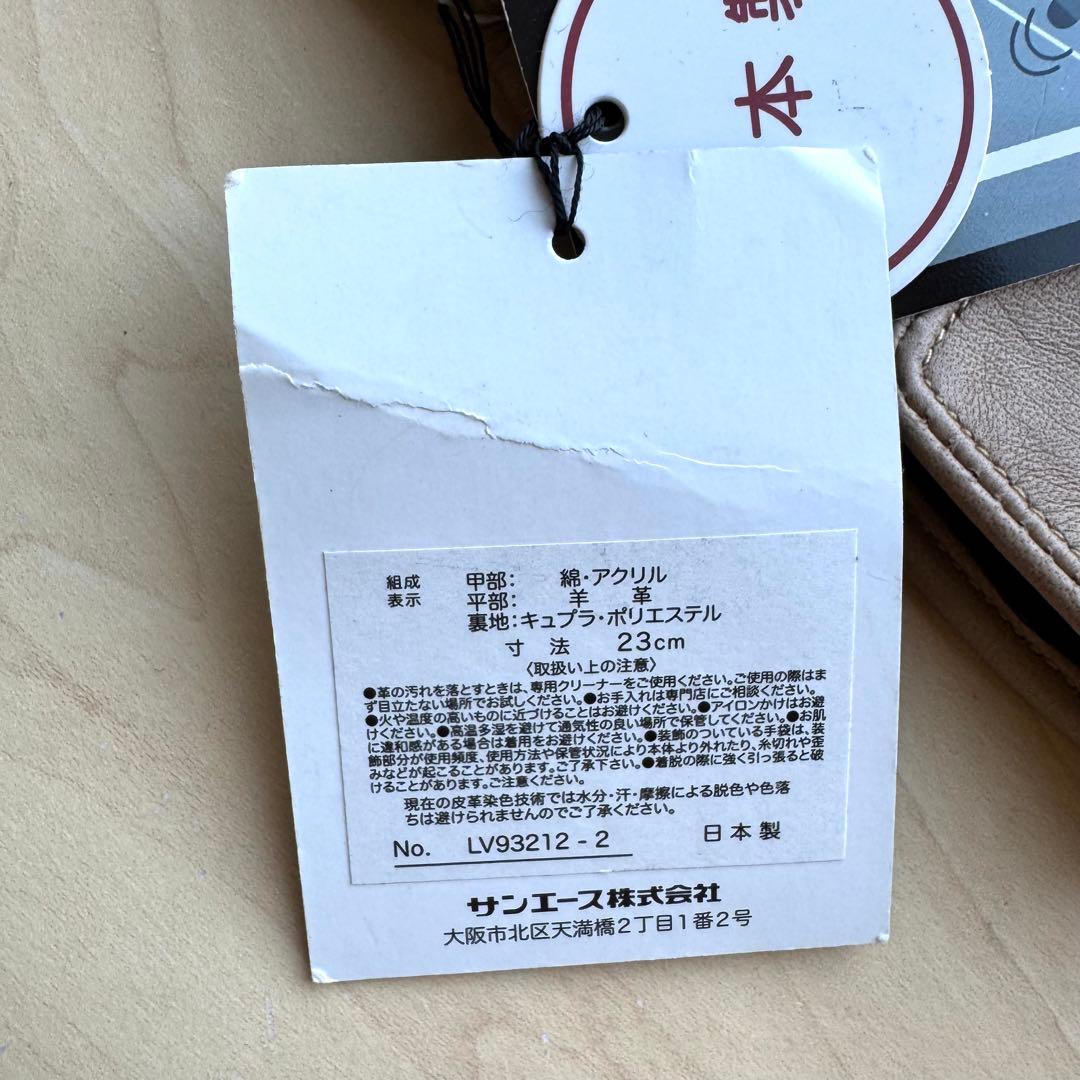 本製
組成 甲部: 綿・アクリル
表示 平部: 羊 革
裏地:キュプラ・ポリエステル
寸 法 23cm
〈取扱い上の注意〉
●革の汚れを落とすときは、専用クリーナーをご使用ください。ご使用の際はま
ず目立たない場所でお試しください。●お手入れは専門店にご相談ください。
●火や温度の高いものに近づけることはお避けください。●アイロンかけはお避
けください。●高温多湿を避けて通気性の良い場所で保管してください。●お肌
に違和感がある場合は着用をお避けください。●装飾のついている手袋は、装
飾部分が使用頻度、使用方法や保管状況により本体より外れたり、糸切れや歪
みなどが起こることがあります。ご了承下さい。●着脱の際に強く引っ張ると破
けることがあります。ご注意ください。
現在の皮革染色技術では水分・汗・摩擦による脱色や色落
ちは避けられませんのでご了承ください。
No. LV93212-2 日本製
サンエース株式会社
大阪市北区天満橋2丁目1番2号